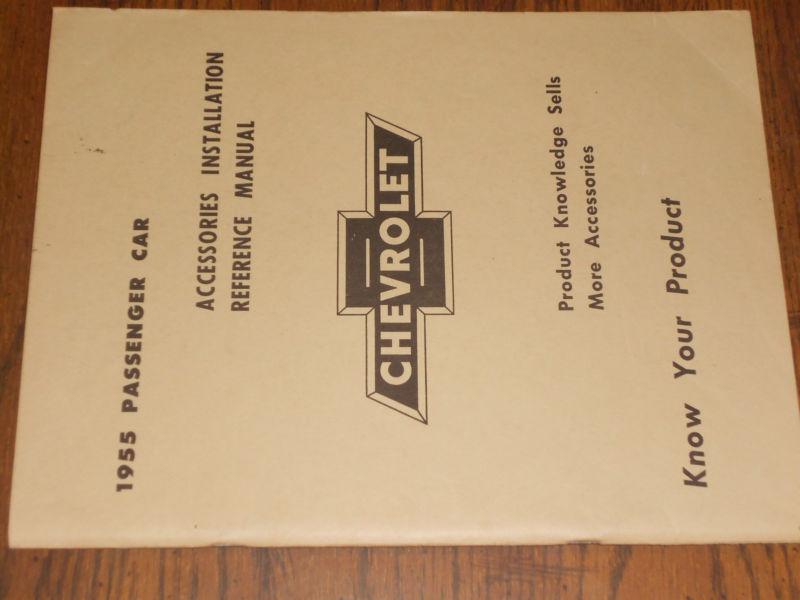 1955 PASSENGER CAR
ACCESSORIES INSTALLATION
REFERENCE MANUAL
CHEVROLET
Product Knowledge Sells
More Accessories
Know Your Product